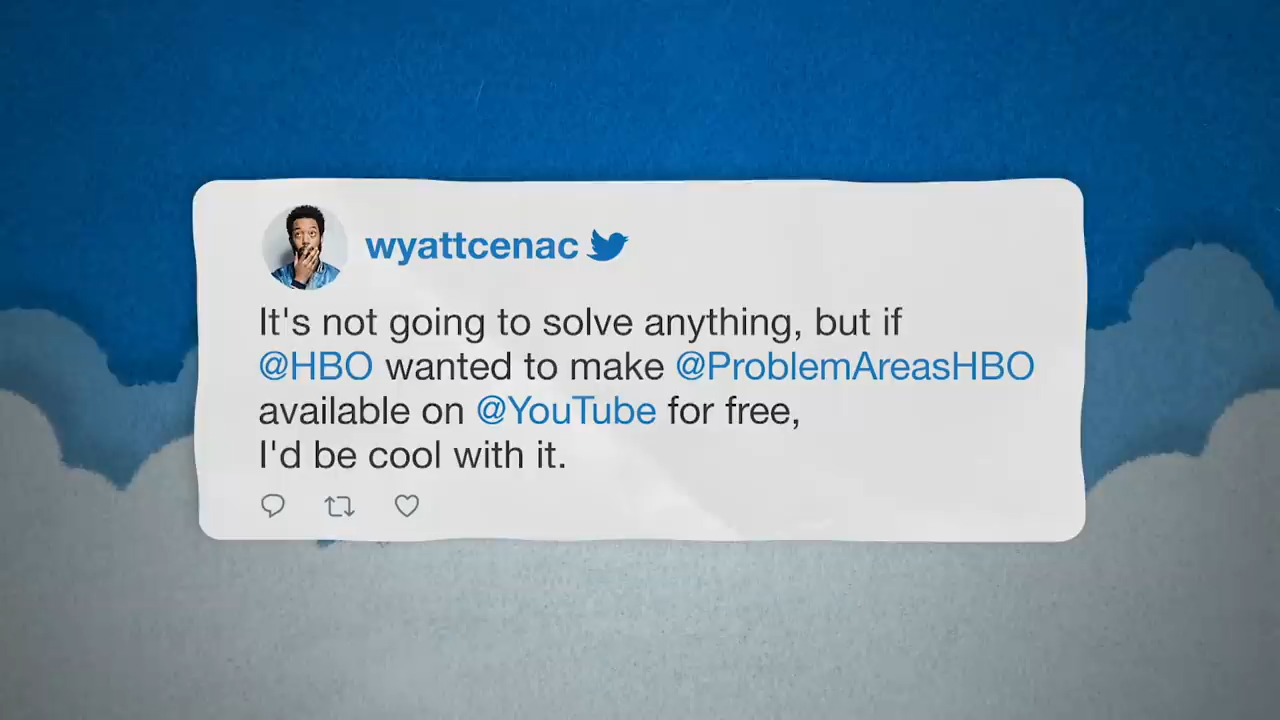 wyattcenac
It's not going to solve anything, but if
@HBO wanted to make @ProblemAreasHBO
available on @YouTube for free,
I'd be cool with it.